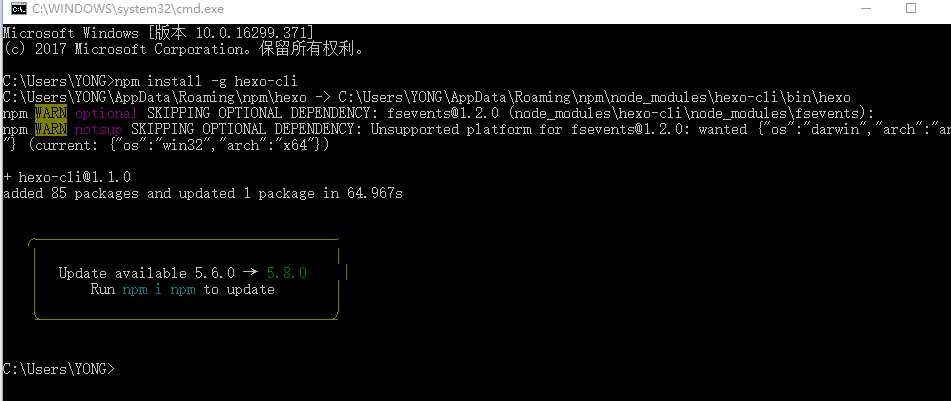 C:\WINDOWS\system32\cmd.exe
Microsoft Windows [版本 10.0.16299.371]
(c) 2017 Microsoft Corporation。保留所有权利。
C:\Users\YONG>npm install -g hexo-cli
C:\Users\YONG\AppData\Roaming\npm\hexo -> C:\Users\YONG\AppData\Roaming\npm\node_modules\hexo-cli\bin\hexo
npm WARN optional SKIPPING OPTIONAL DEPENDENCY: fsevents@1.2.0 (node_modules\hexo-cli\node_modules\fsevents):
npm WARN notsup SKIPPING OPTIONAL DEPENDENCY: Unsupported platform for fsevents@1.2.0: wanted {"os":"darwin","arch":"an
"} (current: {"os":"win32","arch":"x64"})
+ hexo-cli@1.1.0
added 85 packages and updated 1 package in 64.967s
Update available 5.6.0 → 5.8.0
Run npm i npm to update
C:\Users\YONG>